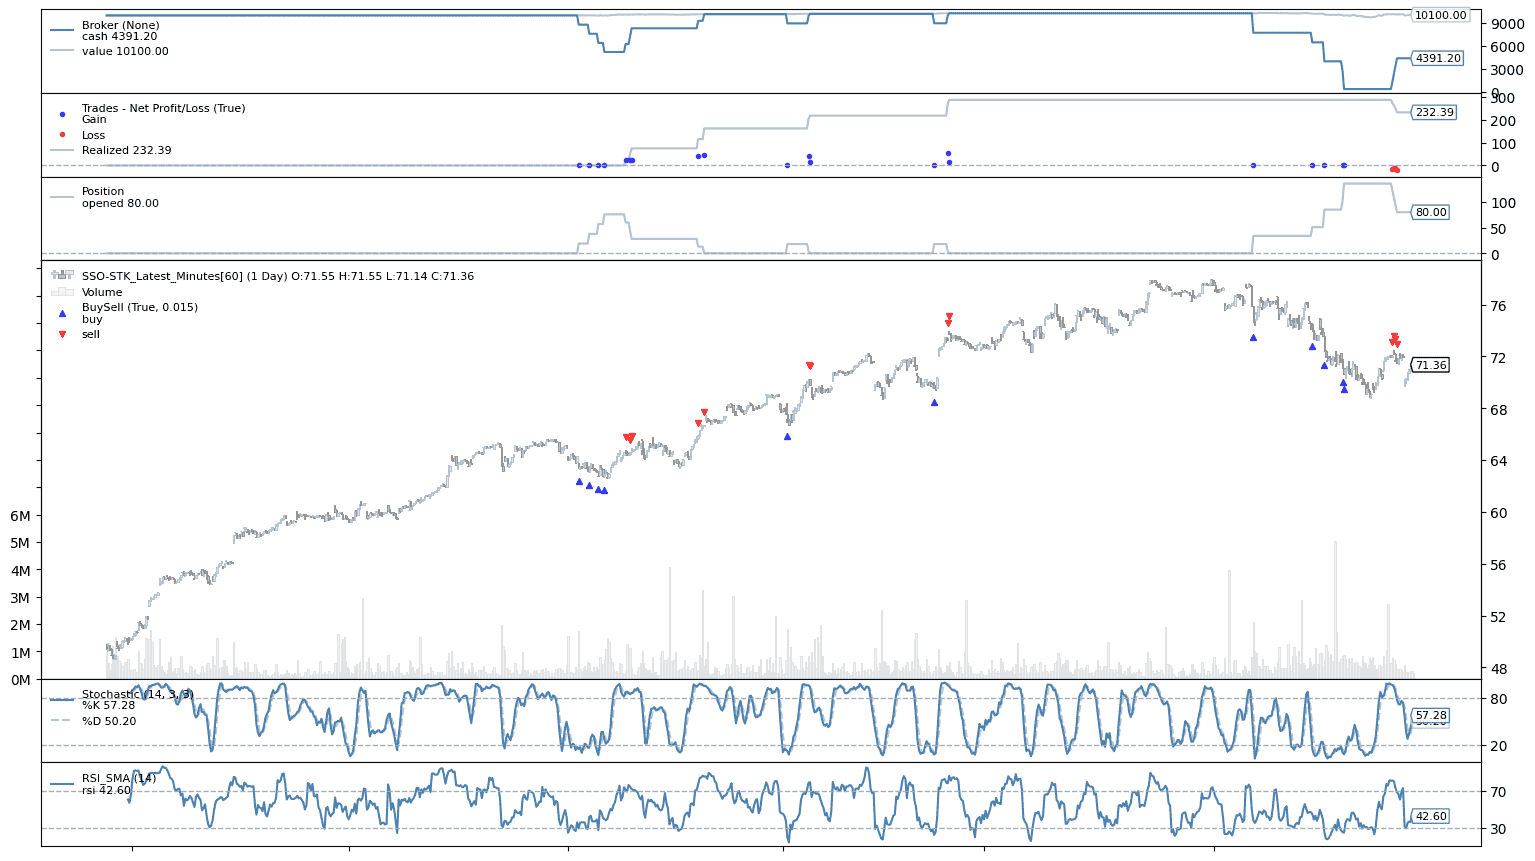 Broker (None)
cash 4391.20
value 10100.00
10100.00
9000
6000
4391.20
3000
0
Trades - Net Profit/Loss (True)
Gain
Loss
Realized 232.39
300
232.39
200
100
0
Position
opened 80.00
100
80.00
50
0
SSO-STK_Latest_Minutes[60] (1 Day) O:71.55 H:71.55 L:71.14 C:71.36
Volume
BuySell (True, 0.015)
buy
sell
76
72
71.36
68
64
60
56
52
48
6M
5M
4M
3M
2M
1M
0M
Stochastic (14, 3, 3)
%K 57.28
%D 50.20
80
57.28
20
RSI_SMA (14)
rsi 42.60
70
42.60
30